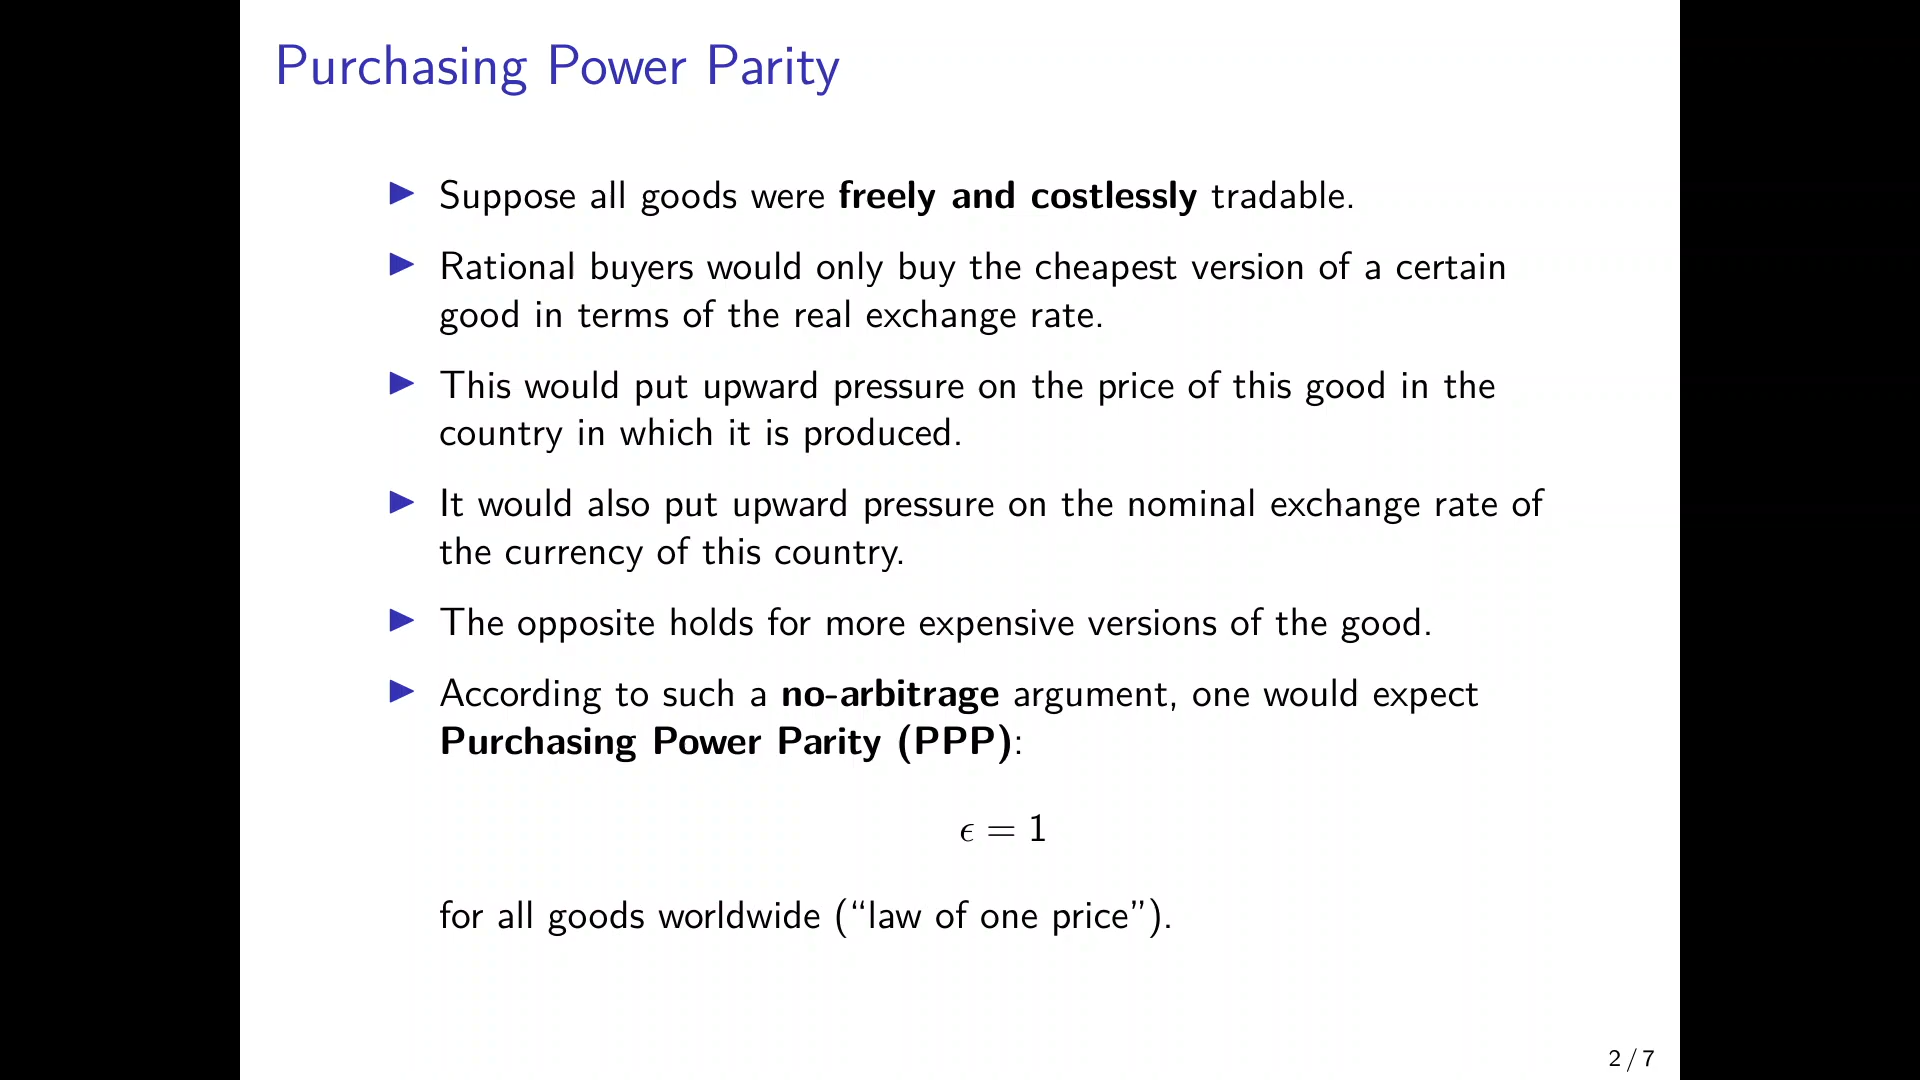 Purchasing Power Parity
▶ Suppose all goods were freely and costlessly tradable.
▶ Rational buyers would only buy the cheapest version of a certain
good in terms of the real exchange rate.
▶ This would put upward pressure on the price of this good in the
country in which it is produced.
▶ It would also put upward pressure on the nominal exchange rate of
the currency of this country.
▶ The opposite holds for more expensive versions of the good.
▶ According to such a no-arbitrage argument, one would expect
Purchasing Power Parity (PPP):
ϵ = 1
for all goods worldwide (“law of one price”).
2 / 7